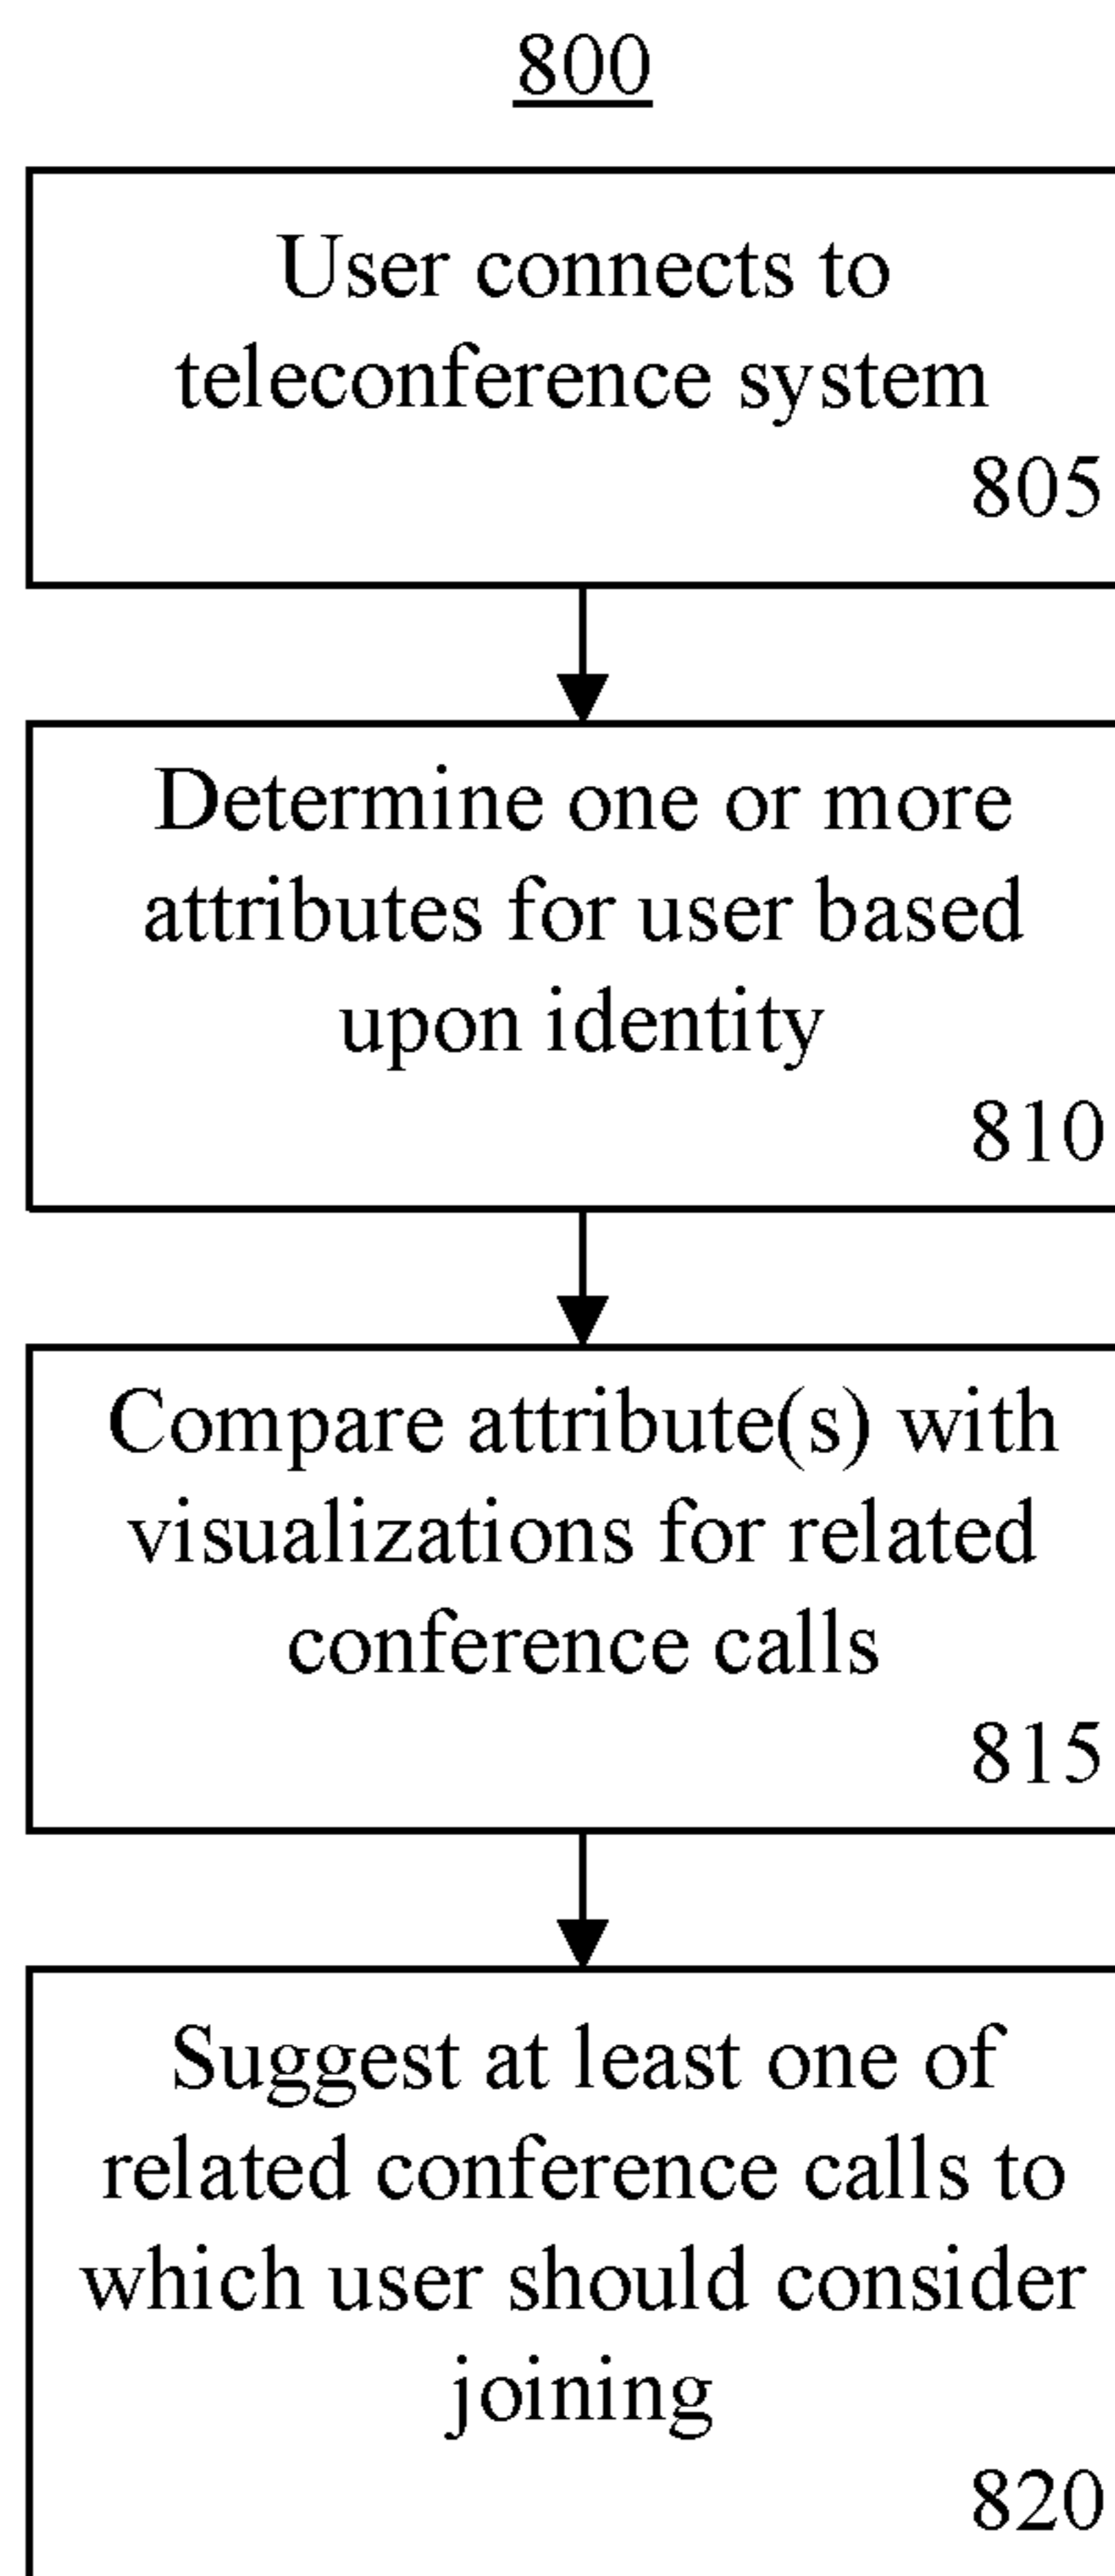 800
User connects to
teleconference system
805
Determine one or more
attributes for user based
upon identity
810
Compare attribute(s) with
visualizations for related
conference calls
815
Suggest at least one of
related conference calls to
which user should consider
joining
820